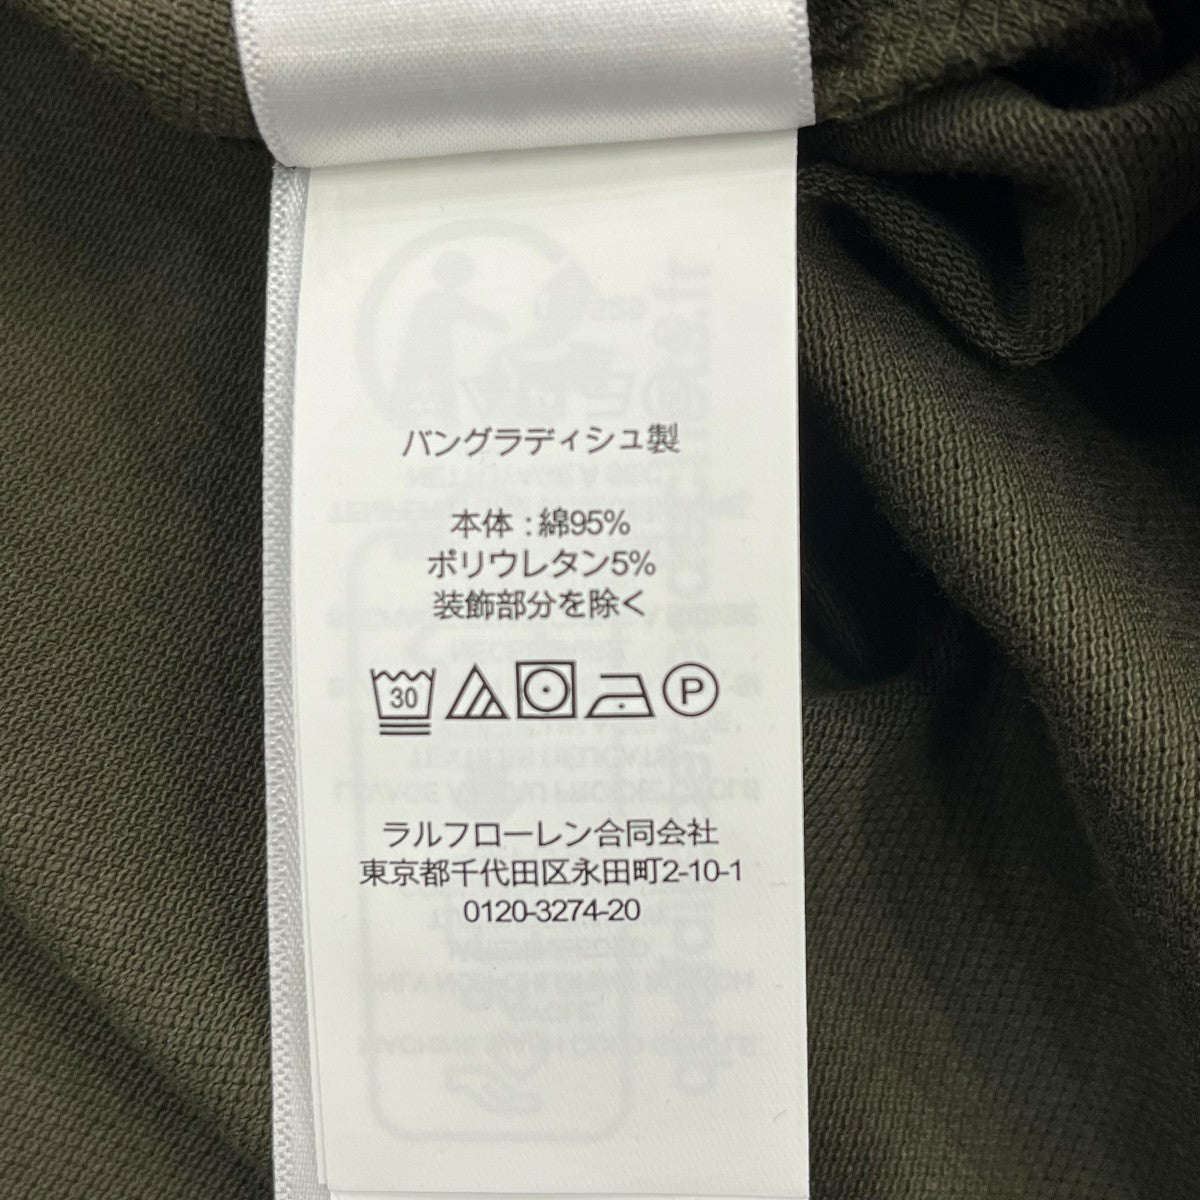 バングラディシュ製
本体 : 綿95%
ポリウレタン5%
装飾部分を除く
30 P
ラルフローレン合同会社
東京都千代田区永田町2-10-1
0120-3274-20